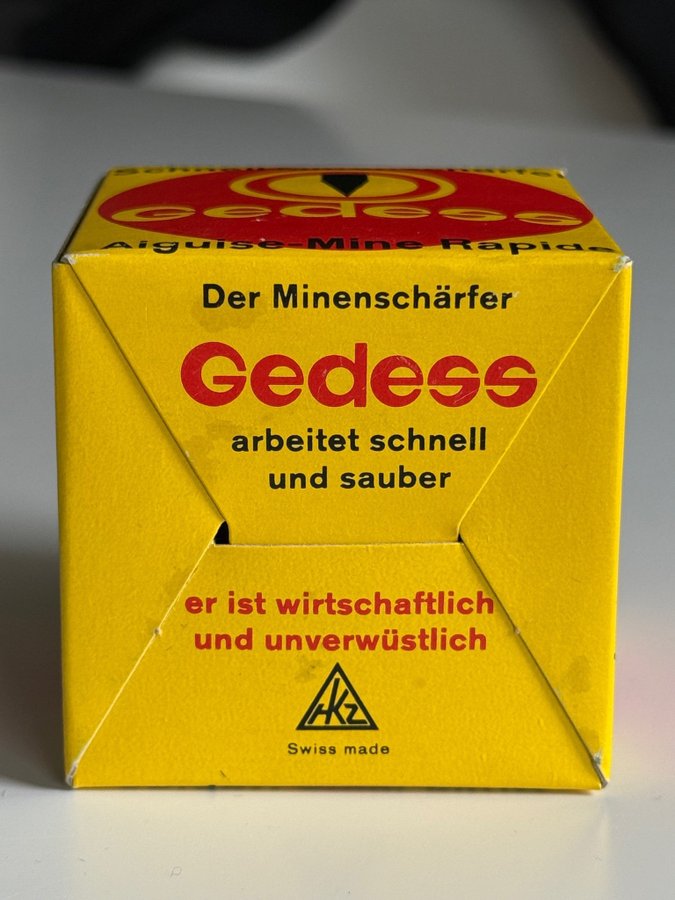 Gedess
Aiguise-Mine Rapide
Der Minenschärfer
Gedess
arbeitet schnell
und sauber
er ist wirtschaftlich
und unverwüstlich
HKZ
Swiss made